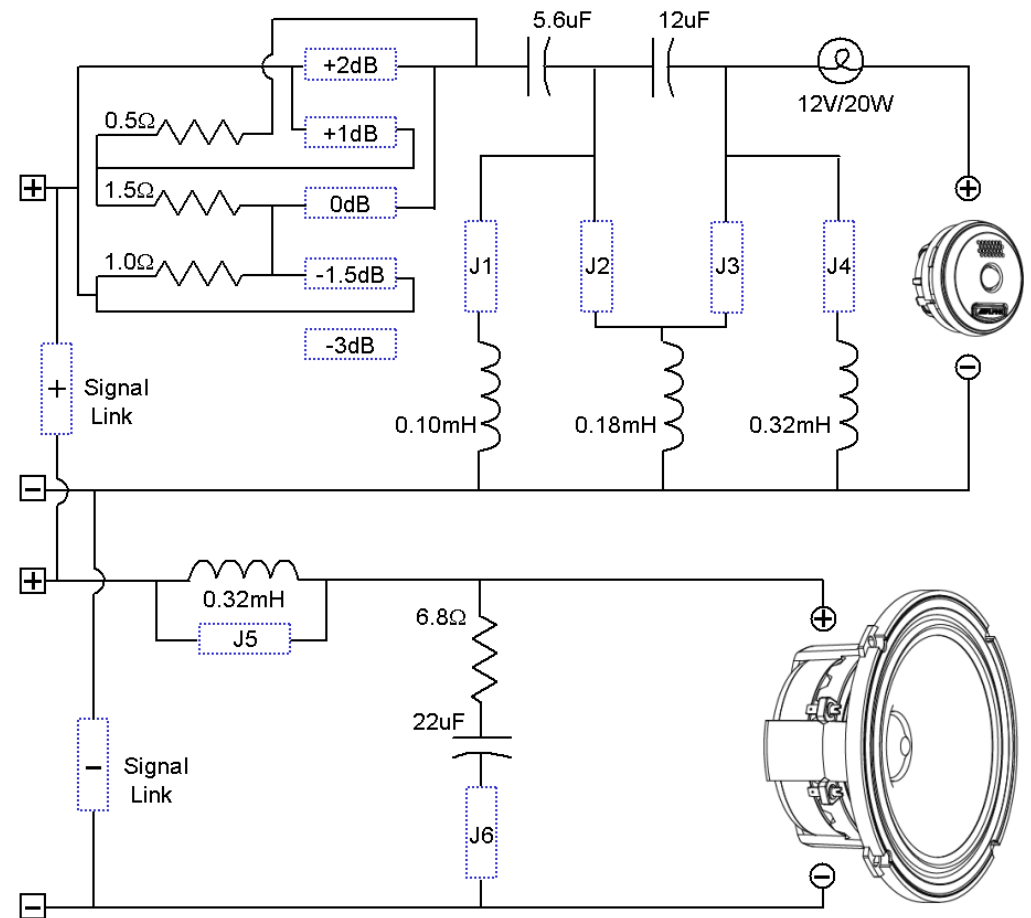 5.6uF
12uF
+2dB
12V/20W
0.5Ω
+1dB
+
1.5Ω
0dB
+
1.0Ω
-1.5dB
J1
J2
J3
J4
-3dB
+
Signal
Link
-
0.10mH
0.18mH
0.32mH
-
+
0.32mH
J5
6.8Ω
+
22uF
-
Signal
Link
J6
-
-